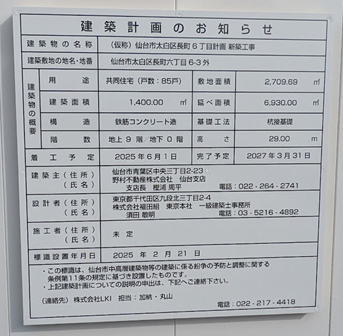 建築計画のお知らせ
建築物の名称 (仮称)仙台市太白区長町6丁目計画 新築工事
建築敷地の地名・地番 仙台市太白区長町六丁目6-3外
建築物の概要
用途 共同住宅(戸数:85戸) 敷地面積 2,709.69 ㎡
建築面積 1,400.00 ㎡ 延べ面積 6,930.00 ㎡
構造 鉄筋コンクリート造 基礎工法 杭基礎
階数 地上 9 階・地下 0 階 高さ 29.00 m
着工予定 2025年6月1日 完了予定 2027年3月31日
建築主(住所) 仙台市青葉区中央三丁目2-23
(氏名) 野村不動産株式会社 仙台支店
支店長 樫浦 周平 電話:022-264-2741
設計者(住所) 東京都千代田区九段北三丁目2-4
(氏名) 株式会社福田組 東京本社 一級建築士事務所
須田 敏明 電話:03-5216-4892
施工者(住所)
(氏名) 未定
標識設置年月日 2025年2月21日
・この標識は、仙台市中高層建築物等の建築に係る紛争の予防と調整に関する
条例第11条の規定に基づき設置したものです。
・上記建築計画についての説明の申出は、下記へご連絡下さい。
(連絡先)株式会社LKI 担当:加納・丸山
電話:022-217-4418